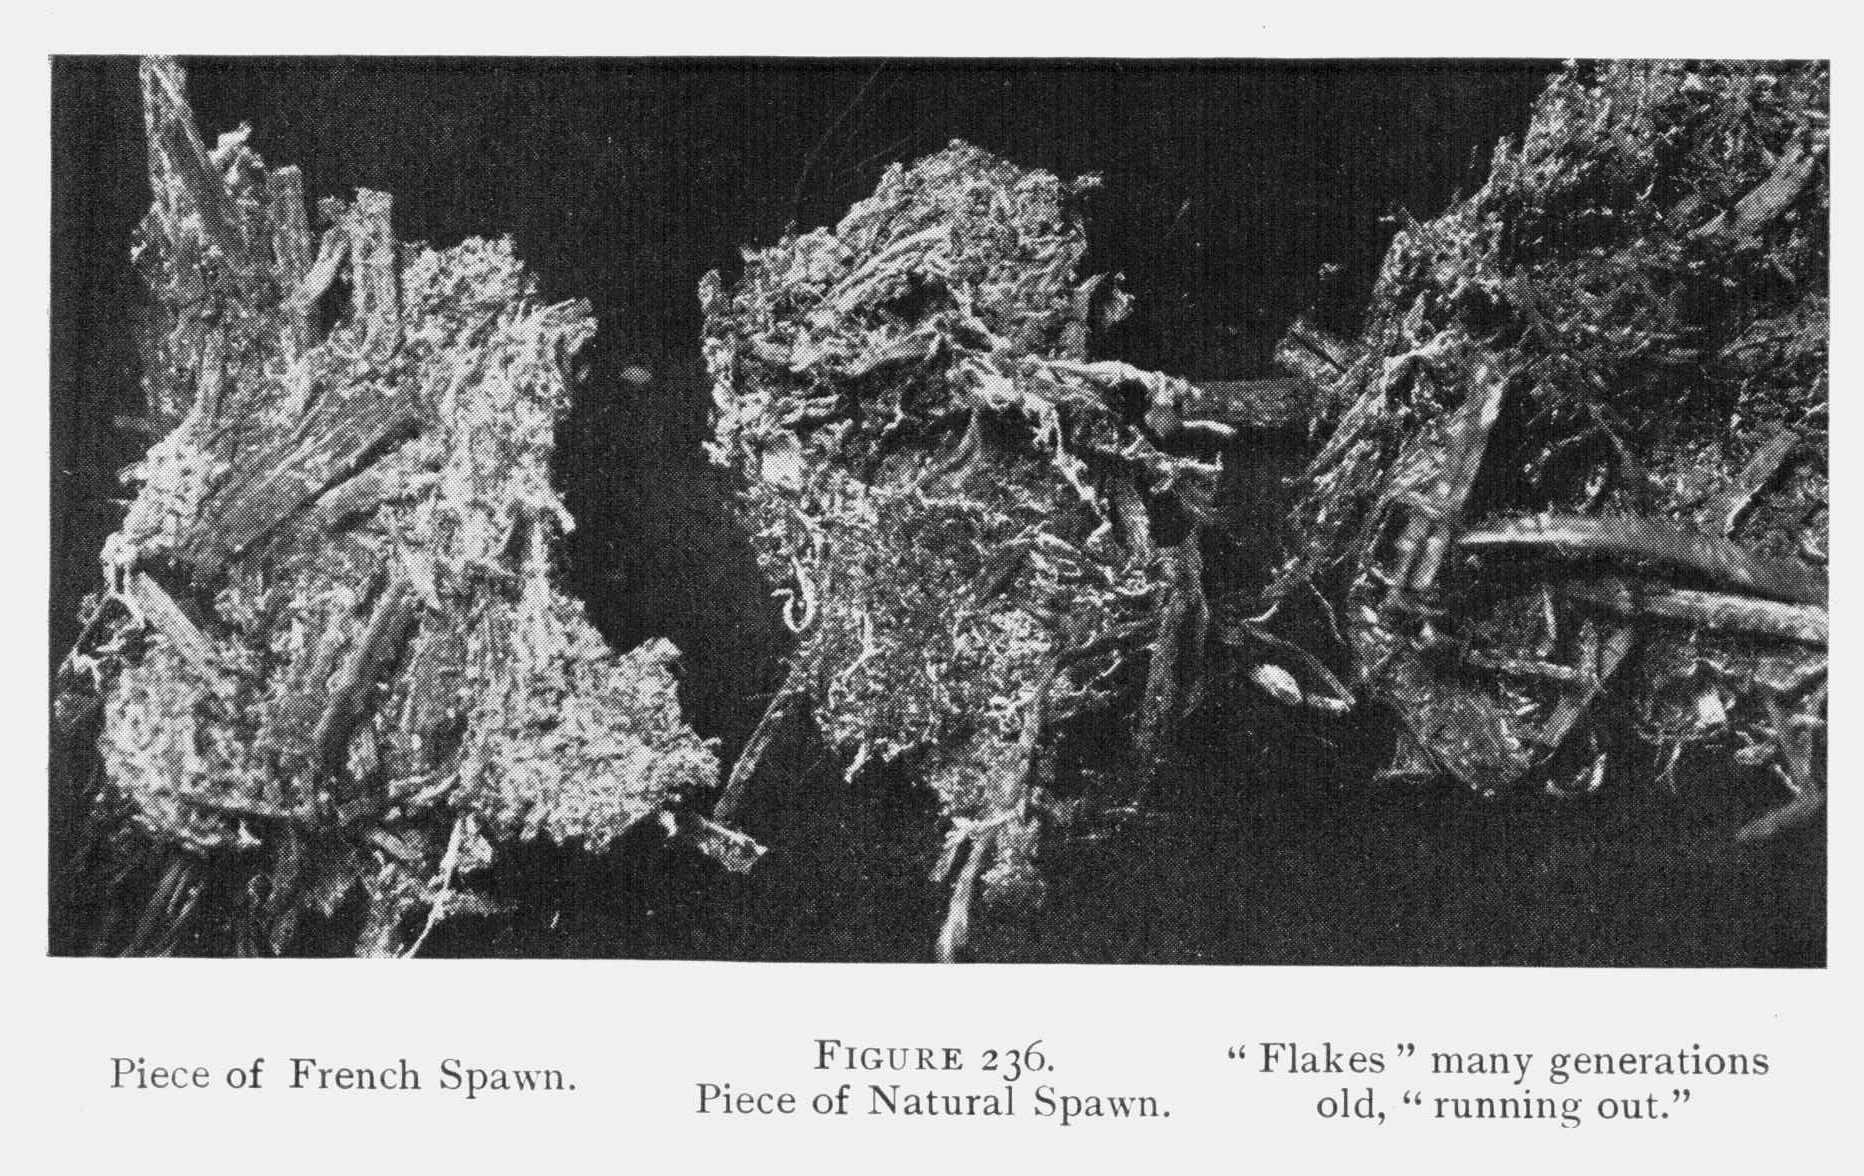 Piece of French Spawn.
FIGURE 236.
Piece of Natural Spawn.
“ Flakes ” many generations
old, “ running out.”